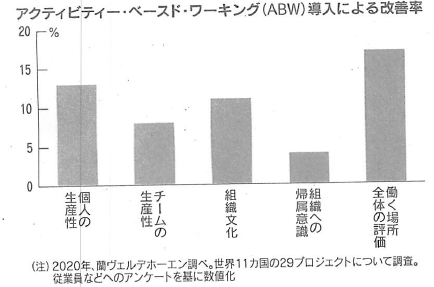 アクティビティー・ベースド・ワーキング(ABW)導入による改善率
%
20
15
10
5
0
個人の
生産性
チームの
生産性
組織文化
組織への
帰属意識
働く場所
全体の評価
(注)2020年、蘭ヴェルデホーエン調べ。世界11カ国の29プロジェクトについて調査。
従業員などへのアンケートを基に数値化